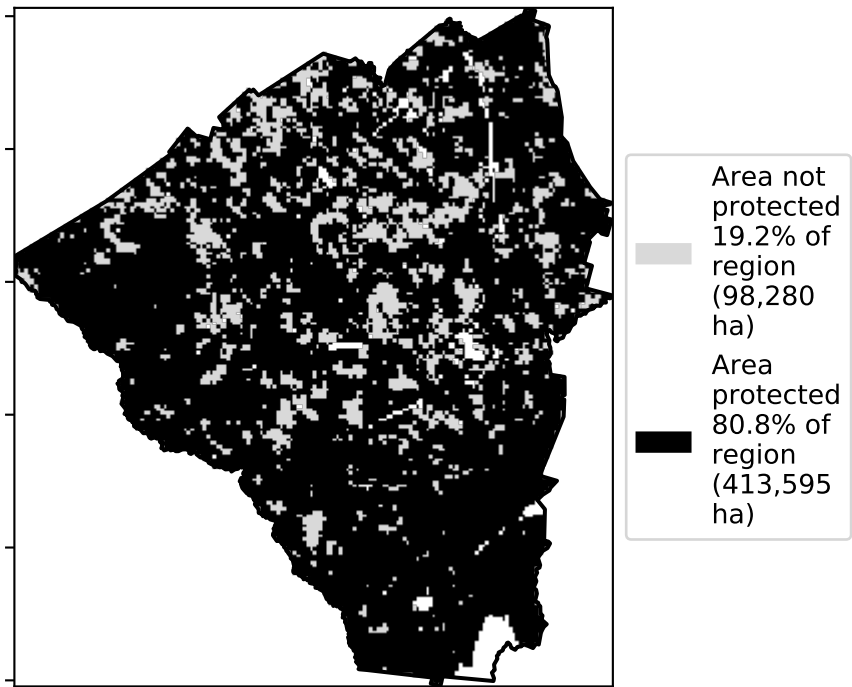 Area not
protected
19.2% of
region
(98,280
ha)
Area
protected
80.8% of
region
(413,595
ha)